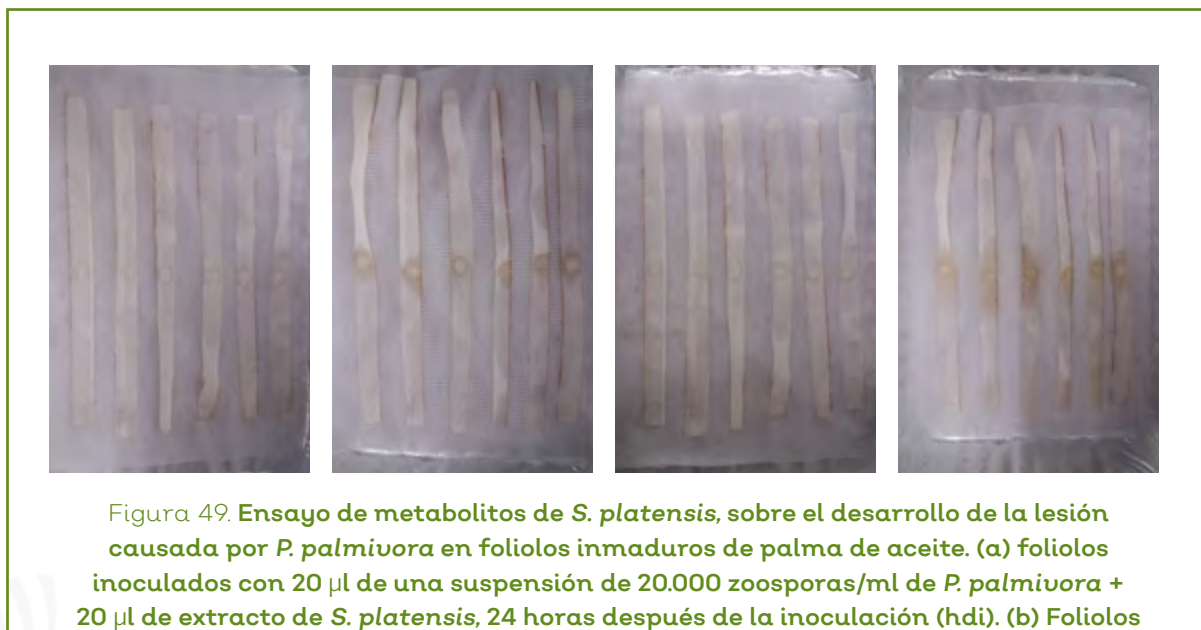 Figura 49. Ensayo de metabolitos de S. platensis, sobre el desarrollo de la lesión
causada por P. palmivora en foliolos inmaduros de palma de aceite. (a) foliolos
inoculados con 20 µl de una suspensión de 20.000 zoosporas/ml de P. palmivora +
20 µl de extracto de S. platensis, 24 horas después de la inoculación (hdi). (b) Foliolos